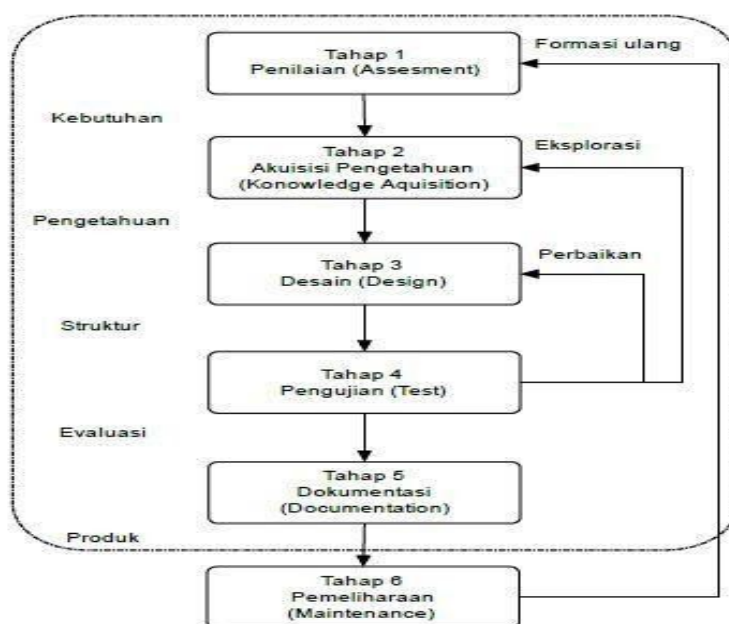 Tahap 1
Penilaian (Assesment)
Formasi ulang
Kebutuhan
Tahap 2
Akuisisi Pengetahuan
(Konowledge Aquisition)
Eksplorasi
Pengetahuan
Tahap 3
Desain (Design)
Perbaikan
Struktur
Tahap 4
Pengujian (Test)
Evaluasi
Tahap 5
Dokumentasi
(Documentation)
Produk
Tahap 6
Pemeliharaan
(Maintenance)